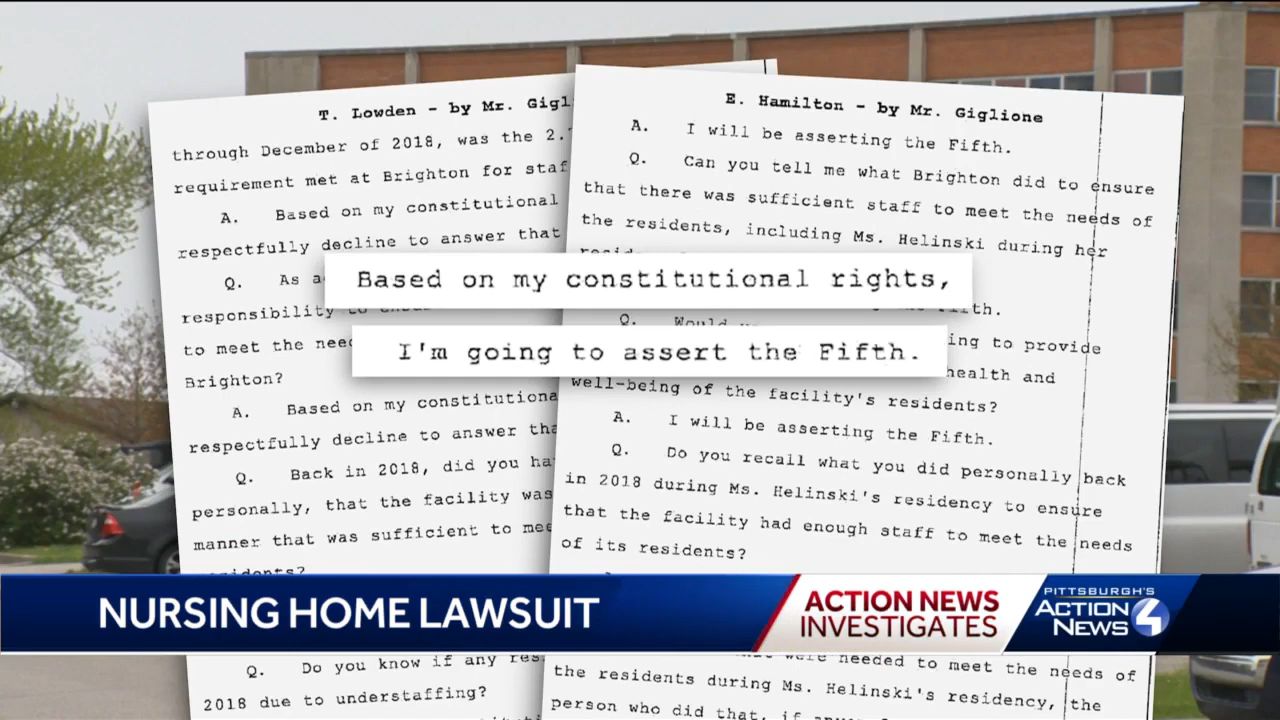 T. Lowden - by Mr.
through December of 2018, was the
requirement met at Brighton for
A. Based on my constitutional
respectfully decline to answer that
Q. As
responsibility to
to meet the
Brighton?
A. Based on my
respectfully decline to answer
Q. Back in 2018, did you
personally, that the facility was
manner that was sufficient to
Q. Do you know if any
2018 due to understaffing?
E. Hamilton - by Mr. Giglione
A. I will be asserting the Fifth.
Q. Can you tell me what Brighton did to ensure
that there was sufficient staff to meet the needs of
the residents, including Ms. Helinski during her
Based on my constitutional rights,
Q. Would
I'm going to assert the Fifth.
to provide
health and
well-being of the facility's residents?
A. I will be asserting the Fifth.
Q. Do you recall what you did personally back
in 2018 during Ms. Helinski's residency to ensure
that the facility had enough staff to meet the needs
of its residents?
were needed to meet the needs of
the residents during Ms. Helinski's residency, the
person who did that, if
NURSING HOME LAWSUIT
ACTION NEWS
INVESTIGATES
PITTSBURGH'S
ACTION
NEWS 4